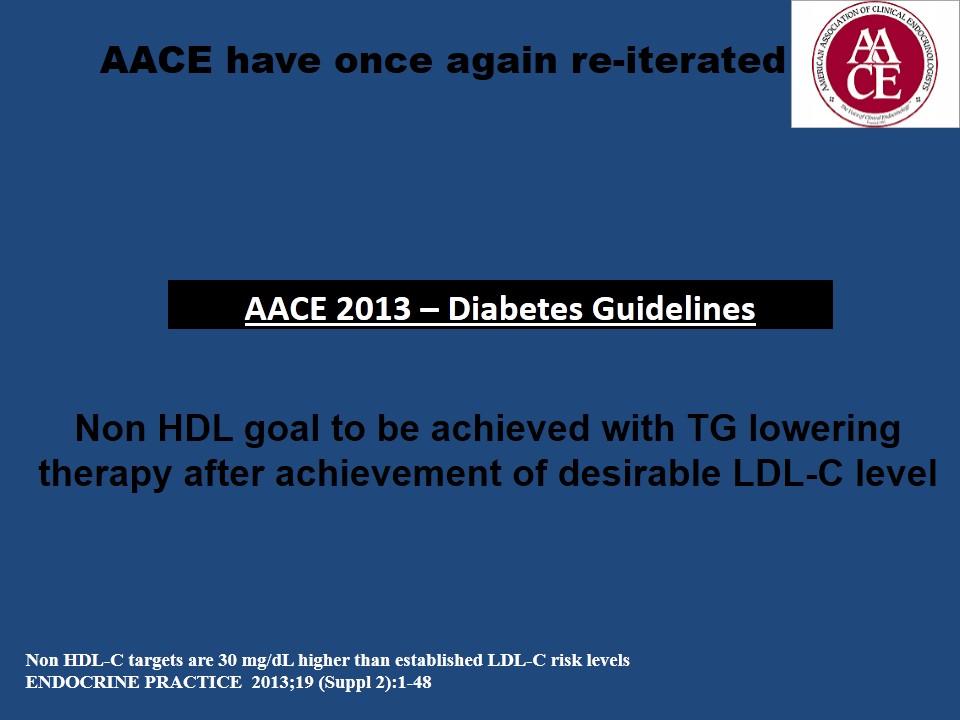 AACE have once again re-iterated
AMERICAN ASSOCIATION OF CLINICAL ENDOCRINOLOGISTS
AACE
The Voice of Clinical Endocrinology
AACE 2013 – Diabetes Guidelines
Non HDL goal to be achieved with TG lowering
therapy after achievement of desirable LDL-C level
Non HDL-C targets are 30 mg/dL higher than established LDL-C risk levels
ENDOCRINE PRACTICE 2013;19 (Suppl 2):1-48